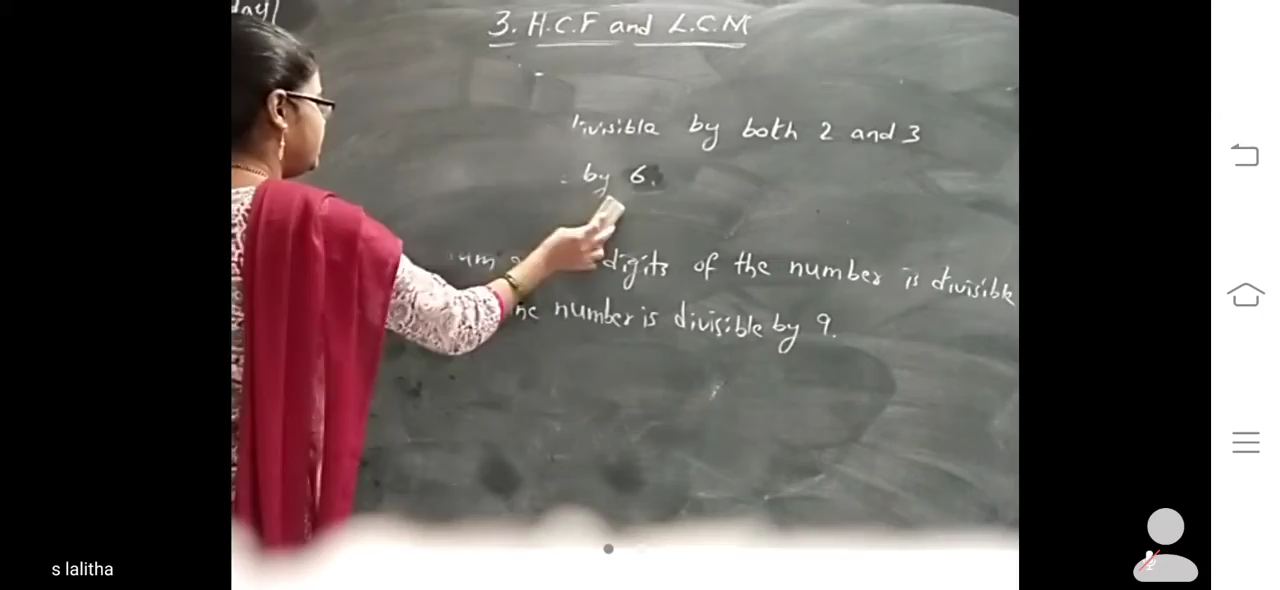 day
3. H.C.F and L.C.M
divisible by both 2 and 3
by 6.
digits of the number is divisible
number is divisible by 9.
s lalitha